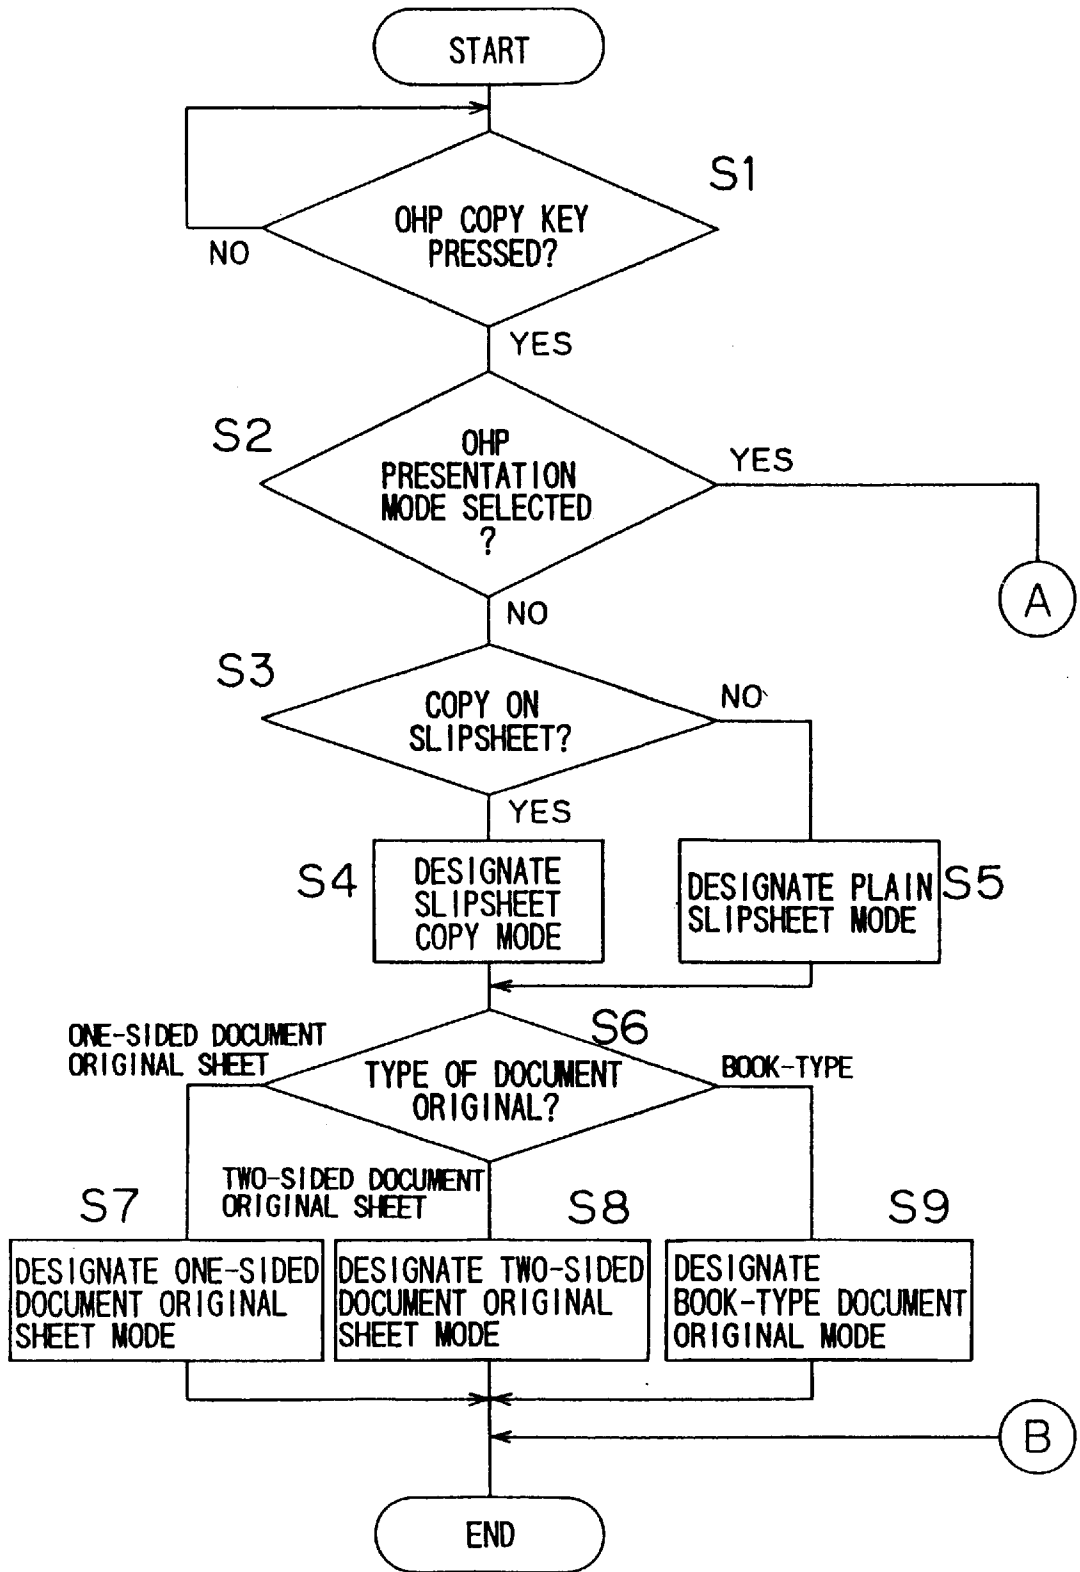 START
S1
OHP COPY KEY
PRESSED?
NO
YES
S2
OHP
PRESENTATION
MODE SELECTED
?
YES
A
NO
S3
COPY ON
SLIPSHEET?
NO
YES
S4
DESIGNATE
SLIPSHEET
COPY MODE
DESIGNATE PLAIN
SLIPSHEET MODE
S5
S6
ONE-SIDED DOCUMENT
ORIGINAL SHEET
TYPE OF DOCUMENT
ORIGINAL?
BOOK-TYPE
TWO-SIDED DOCUMENT
ORIGINAL SHEET
S7
DESIGNATE ONE-SIDED
DOCUMENT ORIGINAL
SHEET MODE
S8
DESIGNATE TWO-SIDED
DOCUMENT ORIGINAL
SHEET MODE
S9
DESIGNATE
BOOK-TYPE DOCUMENT
ORIGINAL MODE
B
END